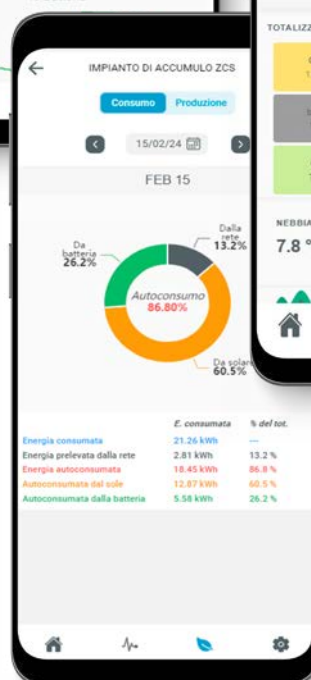 TOTALIZZ
IMPIANTO DI ACCUMULO ZCS
Consumo Produzione
15/02/24
FEB 15
Dalla
rete
13.2%
Da
batteria
26.2%
Autoconsumo
86.80%
Da solar
60.5%
NEBBIA
7.8 °
E. consumata % del tot.
Energia consumata 21.26 kWh ---
Energia prelevata dalla rete 2.81 kWh 13.2 %
Energia autoconsumata 18.45 kWh 86.8 %
Autoconsumata dal sole 12.87 kWh 60.5 %
Autoconsumata dalla batteria 5.58 kWh 26.2 %